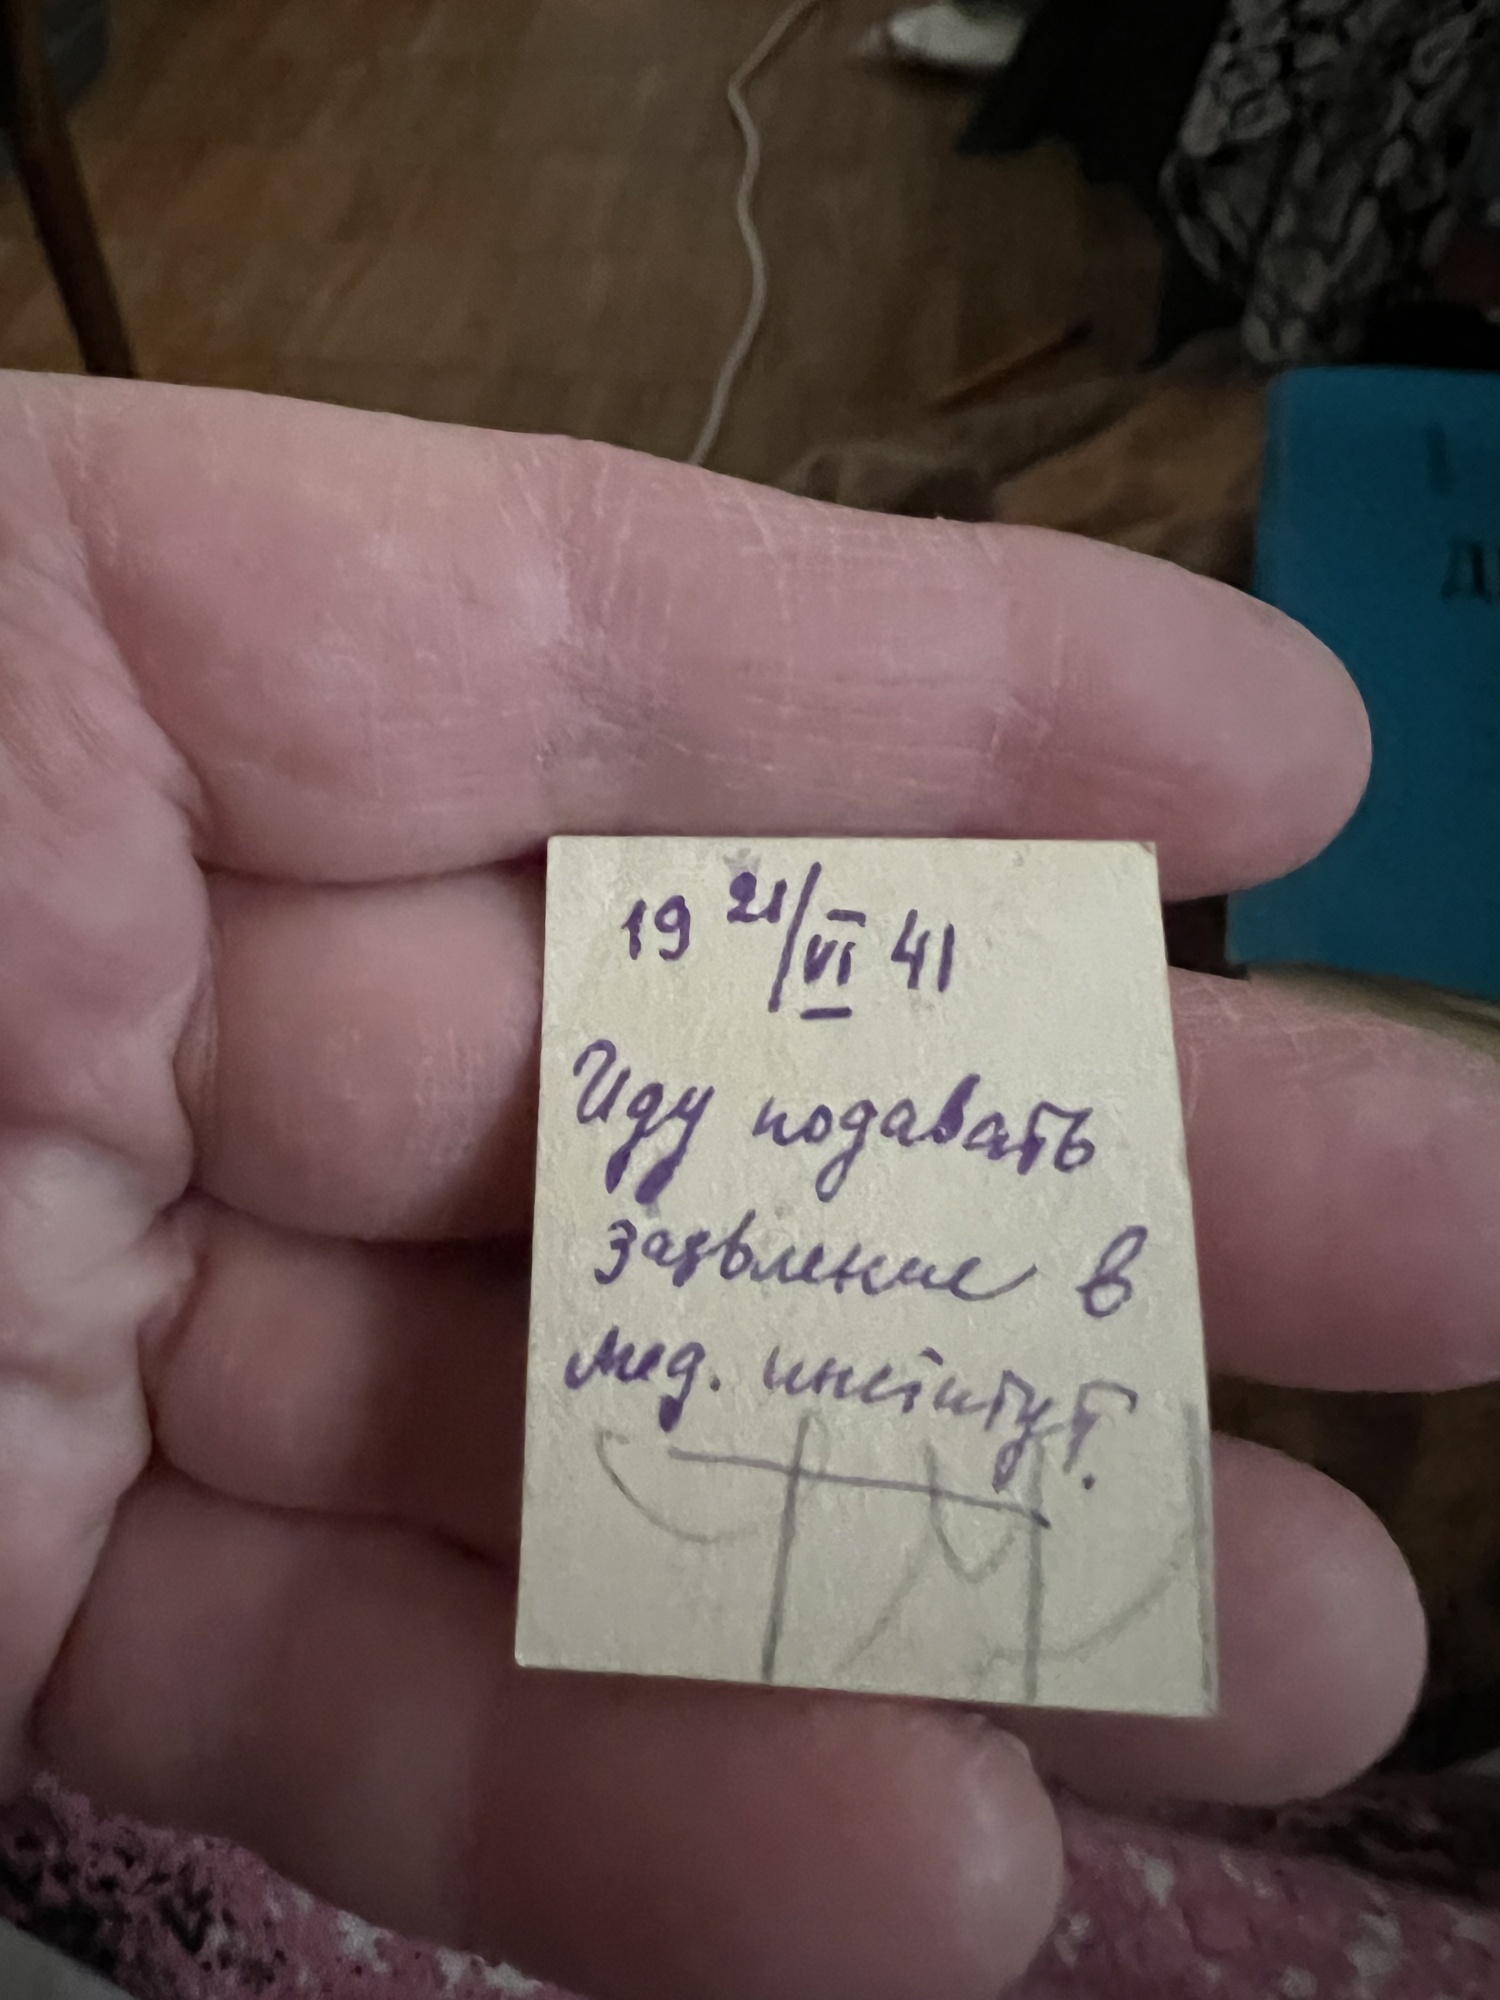 19 21/VI 41
Иду подавать
заявление в
мед. институт.